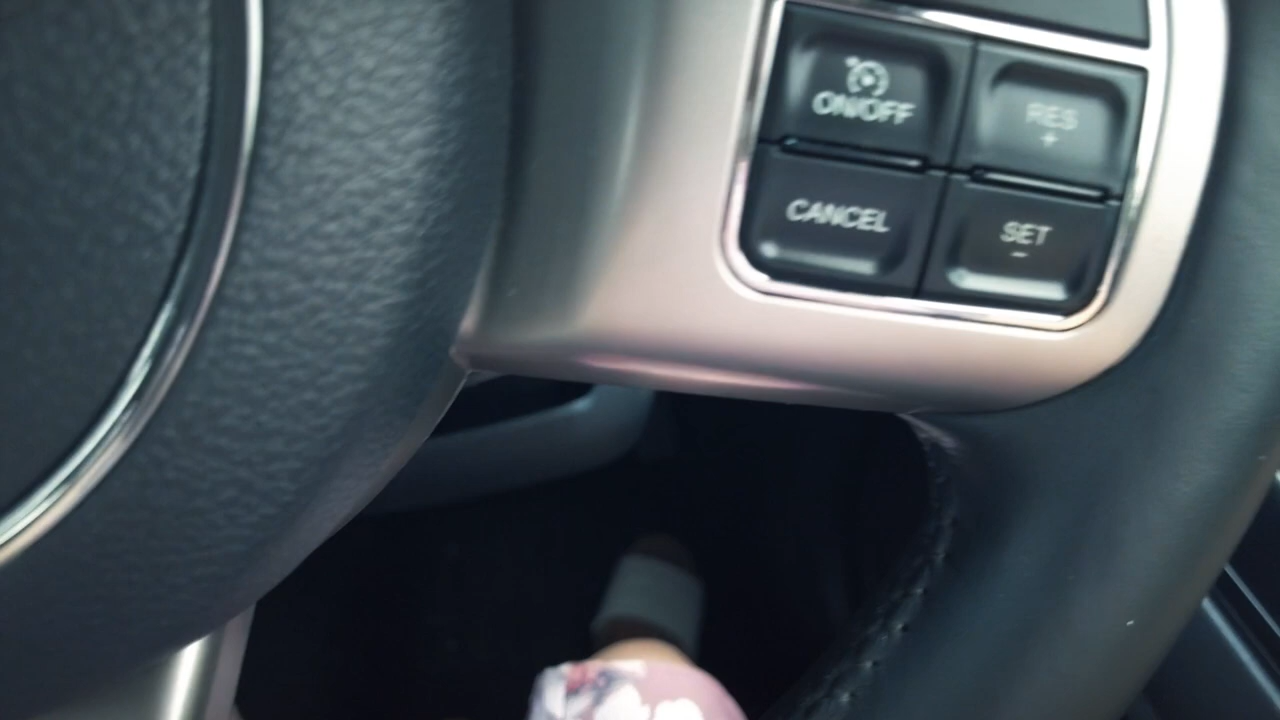 ON/OFF
RES
+
CANCEL
SET
-